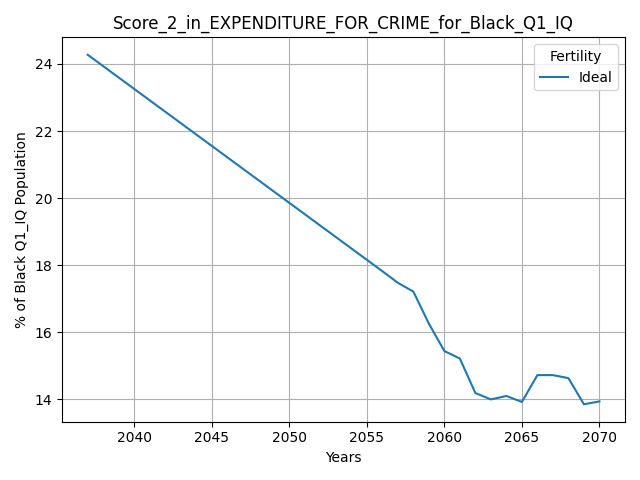 Score_2_in_EXPENDITURE_FOR_CRIME_for_Black_Q1_IQ
Fertility
Ideal
% of Black Q1_IQ Population
24
22
20
18
16
14
2040 2045 2050 2055 2060 2065 2070
Years